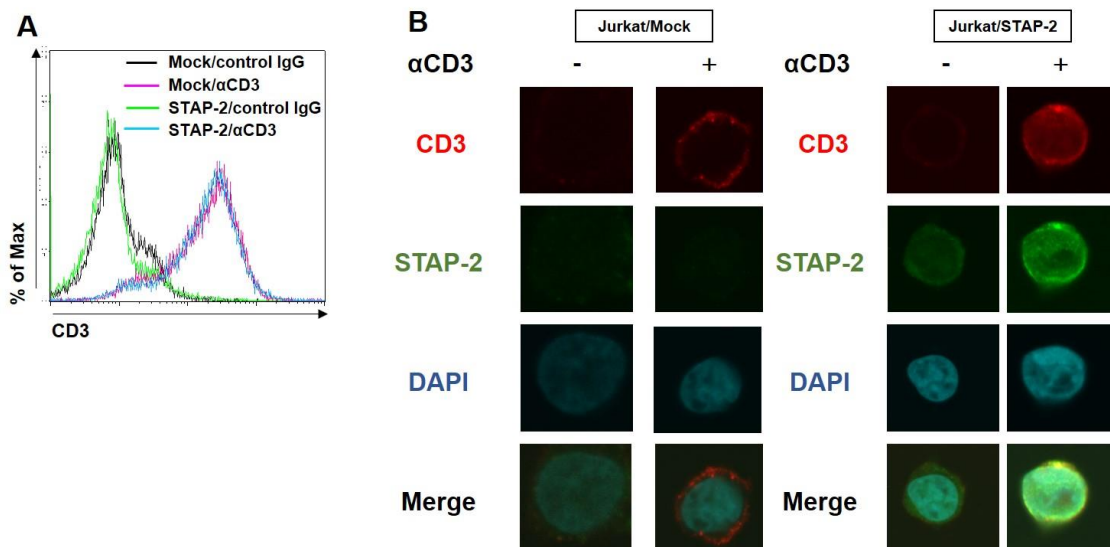 A
Mock/control IgG
Mock/αCD3
STAP-2/control IgG
STAP-2/αCD3
% of Max
CD3
B
Jurkat/Mock
Jurkat/STAP-2
αCD3 - + αCD3 - +
CD3 CD3
STAP-2 STAP-2
DAPI DAPI
Merge Merge